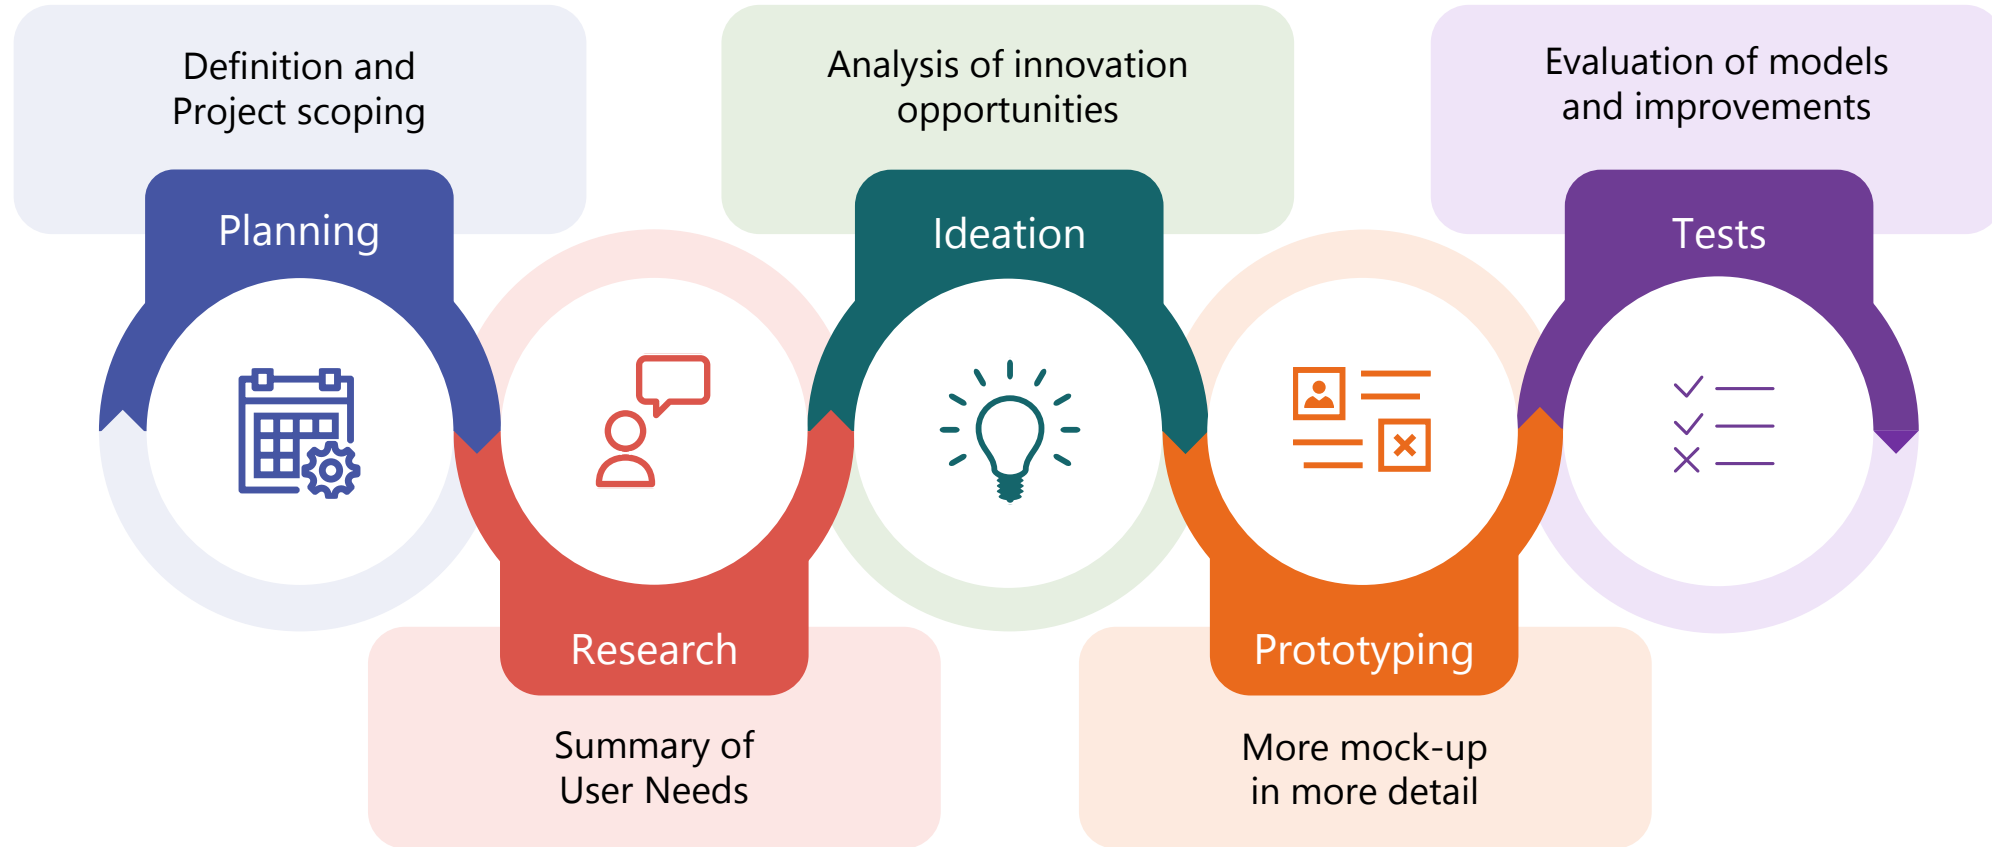 Definition and
Project scoping
Planning
Research
Summary of
User Needs
Analysis of innovation
opportunities
Ideation
Prototyping
More mock-up
in more detail
Evaluation of models
and improvements
Tests